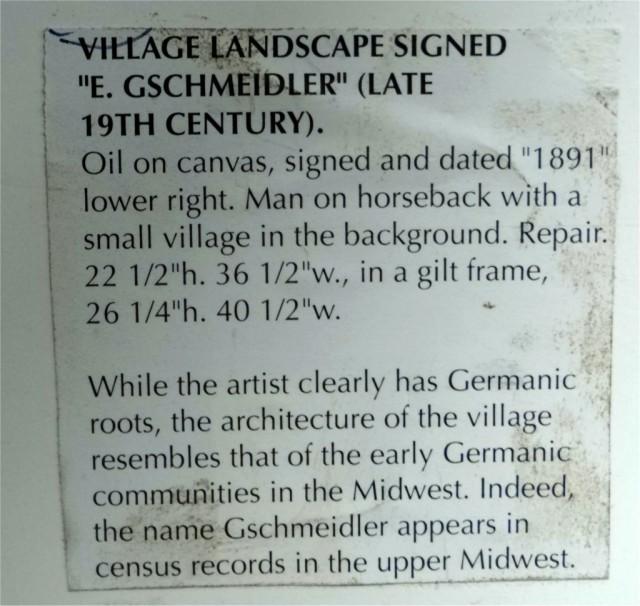 VILLAGE LANDSCAPE SIGNED
"E. GSCHMEIDLER" (LATE
19TH CENTURY).
Oil on canvas, signed and dated "1891"
lower right. Man on horseback with a
small village in the background. Repair.
22 1/2"h. 36 1/2"w., in a gilt frame,
26 1/4"h. 40 1/2"w.
While the artist clearly has Germanic
roots, the architecture of the village
resembles that of the early Germanic
communities in the Midwest. Indeed,
the name Gschmeidler appears in
census records in the upper Midwest.